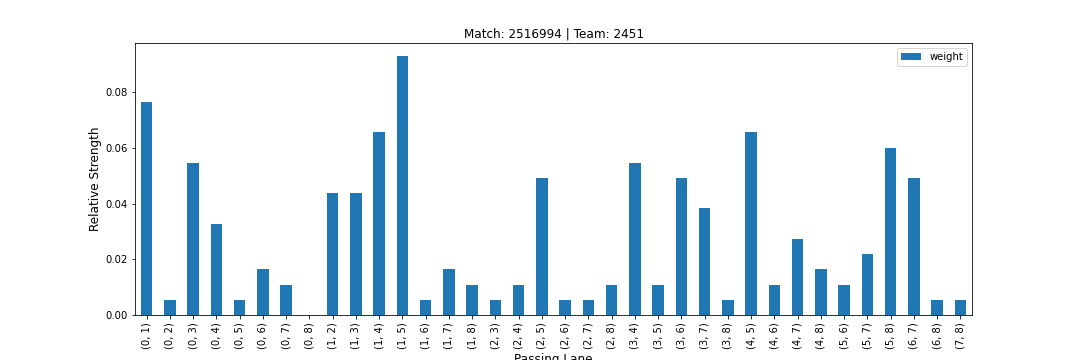 Match: 2516994 | Team: 2451
weight
Relative Strength
0.08
0.06
0.04
0.02
0.00
(0, 1) (0, 2) (0, 3) (0, 4) (0, 5) (0, 6) (0, 7) (0, 8) (1, 2) (1, 3) (1, 4) (1, 5) (1, 6) (1, 7) (1, 8) (2, 3) (2, 4) (2, 5) (2, 6) (2, 7) (2, 8) (3, 4) (3, 5) (3, 6) (3, 7) (3, 8) (4, 5) (4, 6) (4, 7) (4, 8) (5, 6) (5, 7) (5, 8) (6, 7) (6, 8) (7, 8)
Passing Lane